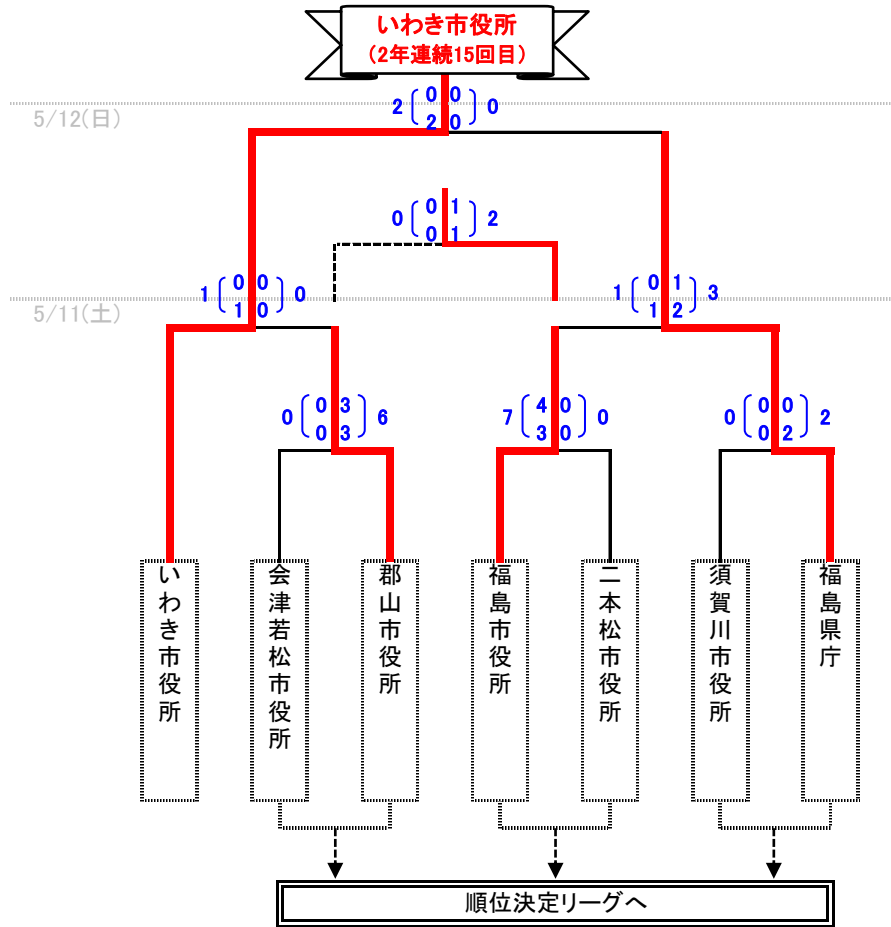 いわき市役所
(2年連続15回目)
2 0 0 0
2 0
5/12(日)
0 0 1 2
0 1
1 0 0 0
1 0
1 0 1 3
1 2
5/11(土)
0 0 3 6
0 3
7 4 0 0
3 0
0 0 0 2
0 2
いわき市役所
会津若松市役所
郡山市役所
福島市役所
二本松市役所
須賀川市役所
福島県庁
順位決定リーグへ